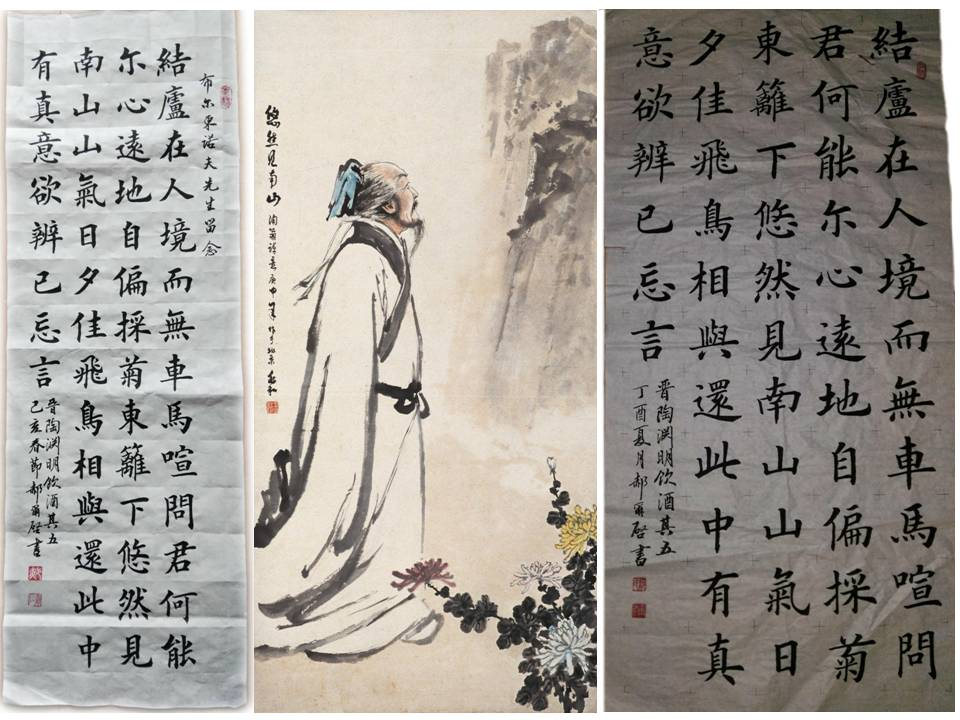 布尔東诺夫先生留念
結廬在人境而無車馬喧問君何能
尔心遠地自偏採菊東籬下悠然見
南山山氣日夕佳飛鳥相與還此中
有真意欲辨已忘言
晉陶渊明飲酒其五
己亥春節郝爾啓書
悠然见南山
結廬在人境而無車馬喧問
君何能尔心遠地自偏採菊
東籬下悠然見南山山氣日
夕佳飛鳥相與還此中有真
意欲辨已忘言
晉陶渊明飲酒其五
丁酉夏月郝爾啓書